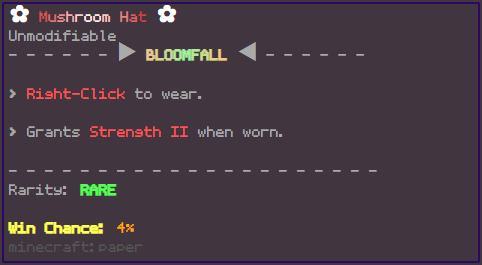 ✿ Mushroom Hat ✿
Unmodifiable
- - - - - - ▶ BLOOMFALL ◀ - - - - - -
> Right-Click to wear.
> Grants Strength II when worn.
- - - - - - - - - - - - - - - - - - - - - -
Rarity: RARE
Win Chance: 4%
minecraft:paper